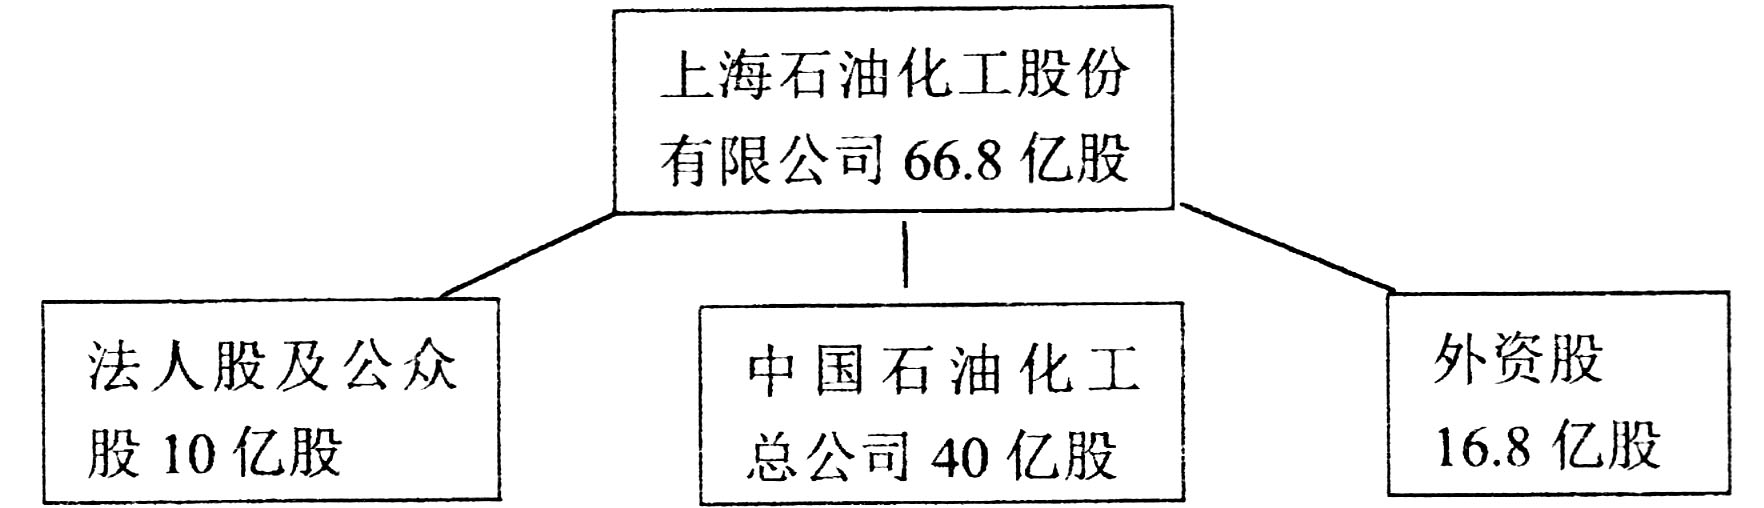 上海石油化工股份
有限公司 66.8 亿股
法人股及公众
股 10 亿股
中国石油化工
总公司 40 亿股
外资股
16.8 亿股